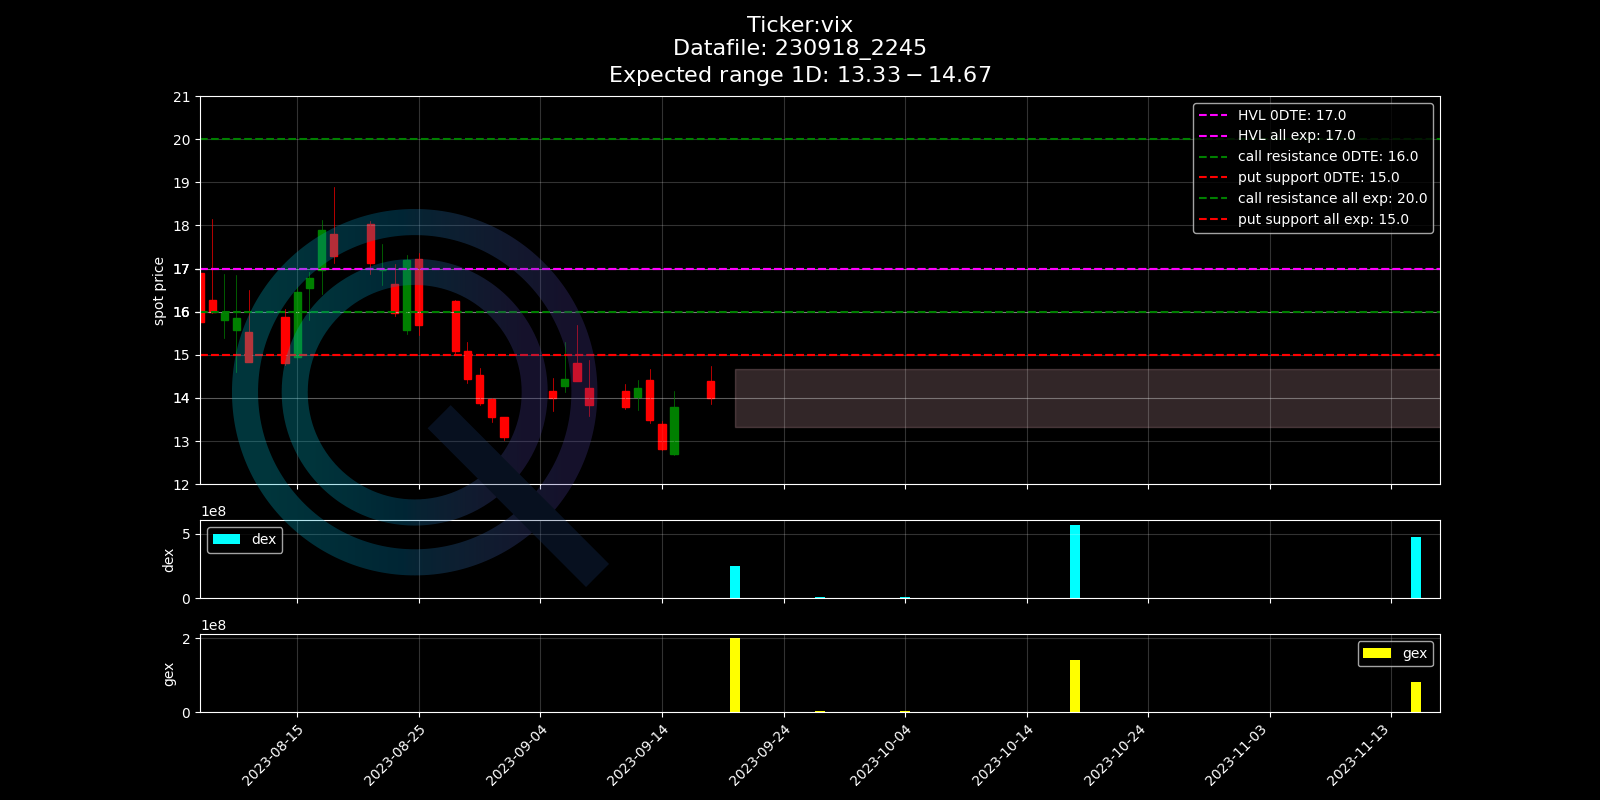 Ticker:vix
Datafile: 230918_2245
Expected range 1D: 13.33 − 14.67
21
20
19
18
17
16
15
14
13
12
spot price
HVL 0DTE: 17.0
HVL all exp: 17.0
call resistance 0DTE: 16.0
put support 0DTE: 15.0
call resistance all exp: 20.0
put support all exp: 15.0
1e8
5
0
dex
dex
1e8
2
0
gex
gex
2023-08-15
2023-08-25
2023-09-04
2023-09-14
2023-09-24
2023-10-04
2023-10-14
2023-10-24
2023-11-03
2023-11-13